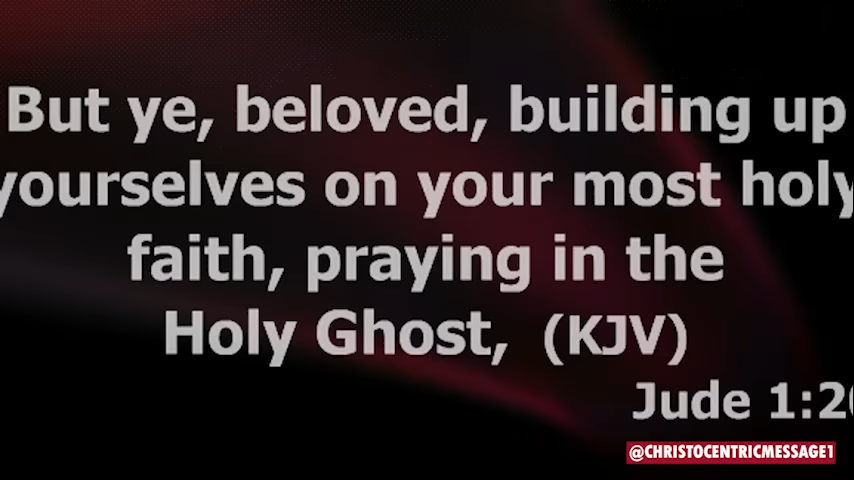 But ye, beloved, building up
yourselves on your most holy
faith, praying in the
Holy Ghost, (KJV)
Jude 1:20
@CHRISTOCENTRICMESSAGE1